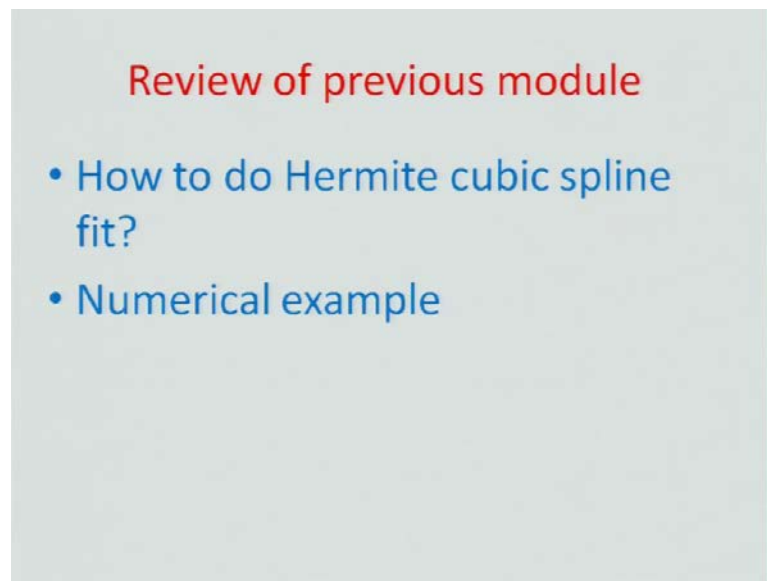 Review of previous module
• How to do Hermite cubic spline
fit?
• Numerical example